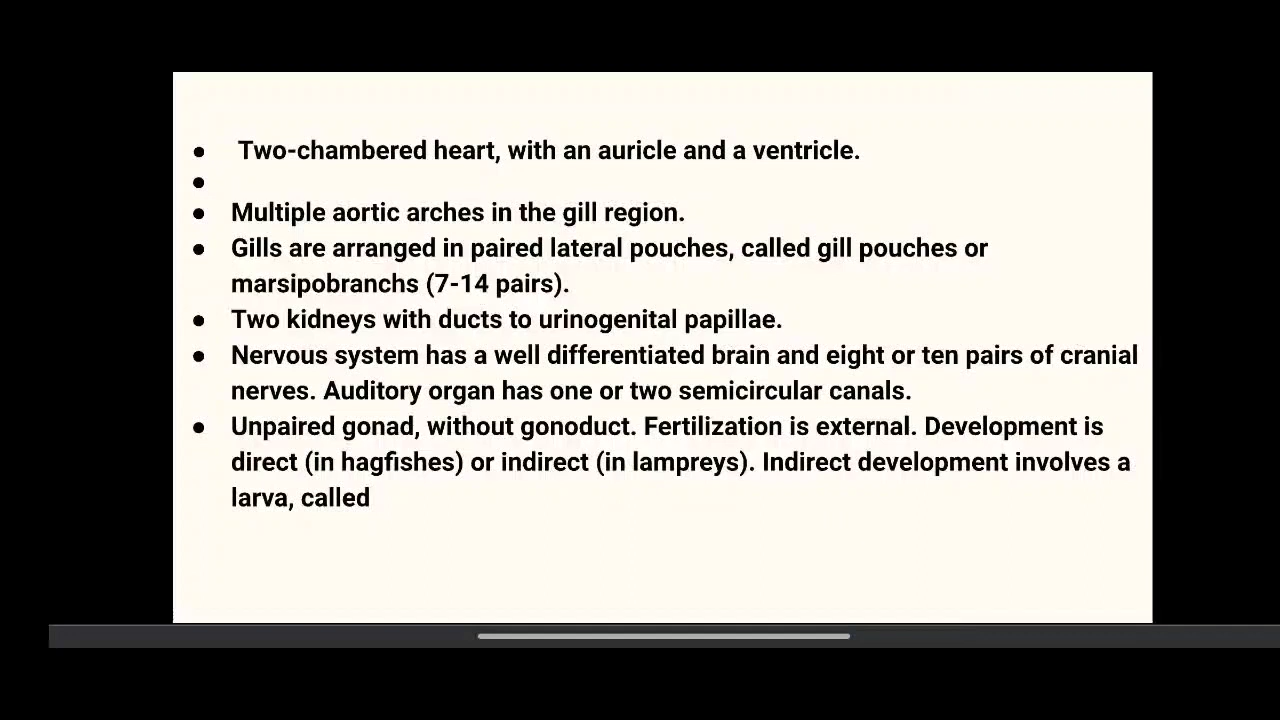 ● Two-chambered heart, with an auricle and a ventricle.
●
● Multiple aortic arches in the gill region.
● Gills are arranged in paired lateral pouches, called gill pouches or
marsipobranchs (7-14 pairs).
● Two kidneys with ducts to urinogenital papillae.
● Nervous system has a well differentiated brain and eight or ten pairs of cranial
nerves. Auditory organ has one or two semicircular canals.
● Unpaired gonad, without gonoduct. Fertilization is external. Development is
direct (in hagfishes) or indirect (in lampreys). Indirect development involves a
larva, called